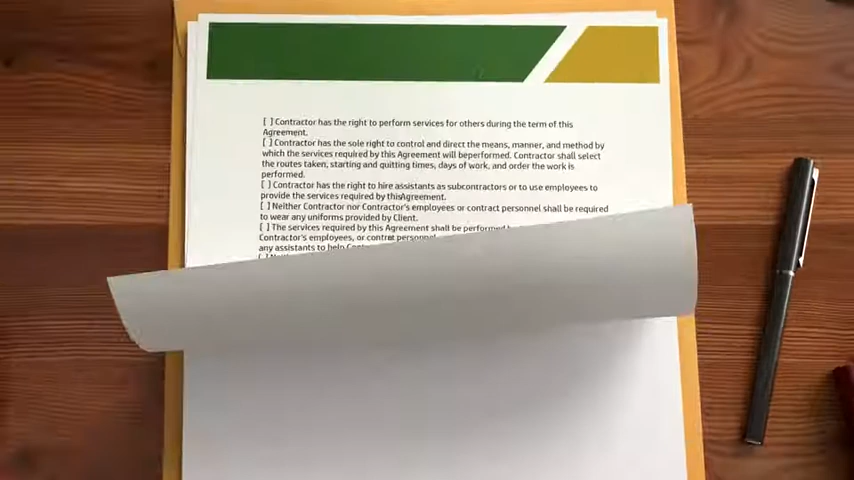 [ ] Contractor has the right to perform services for others during the term of this
Agreement.
[ ] Contractor has the sole right to control and direct the means, manner, and method by
which the services required by this Agreement will beperformed. Contractor shall select
the routes taken, starting and quitting times, days of work, and order the work is
performed.
[ ] Contractor has the right to hire assistants as subcontractors or to use employees to
provide the services required by thisAgreement.
[ ] Neither Contractor nor Contractor's employees or contract personnel shall be required
to wear any uniforms provided by Client.
[ ] The services required by this Agreement shall be performed
Contractor's employees, or contract personnel
any assistants to help